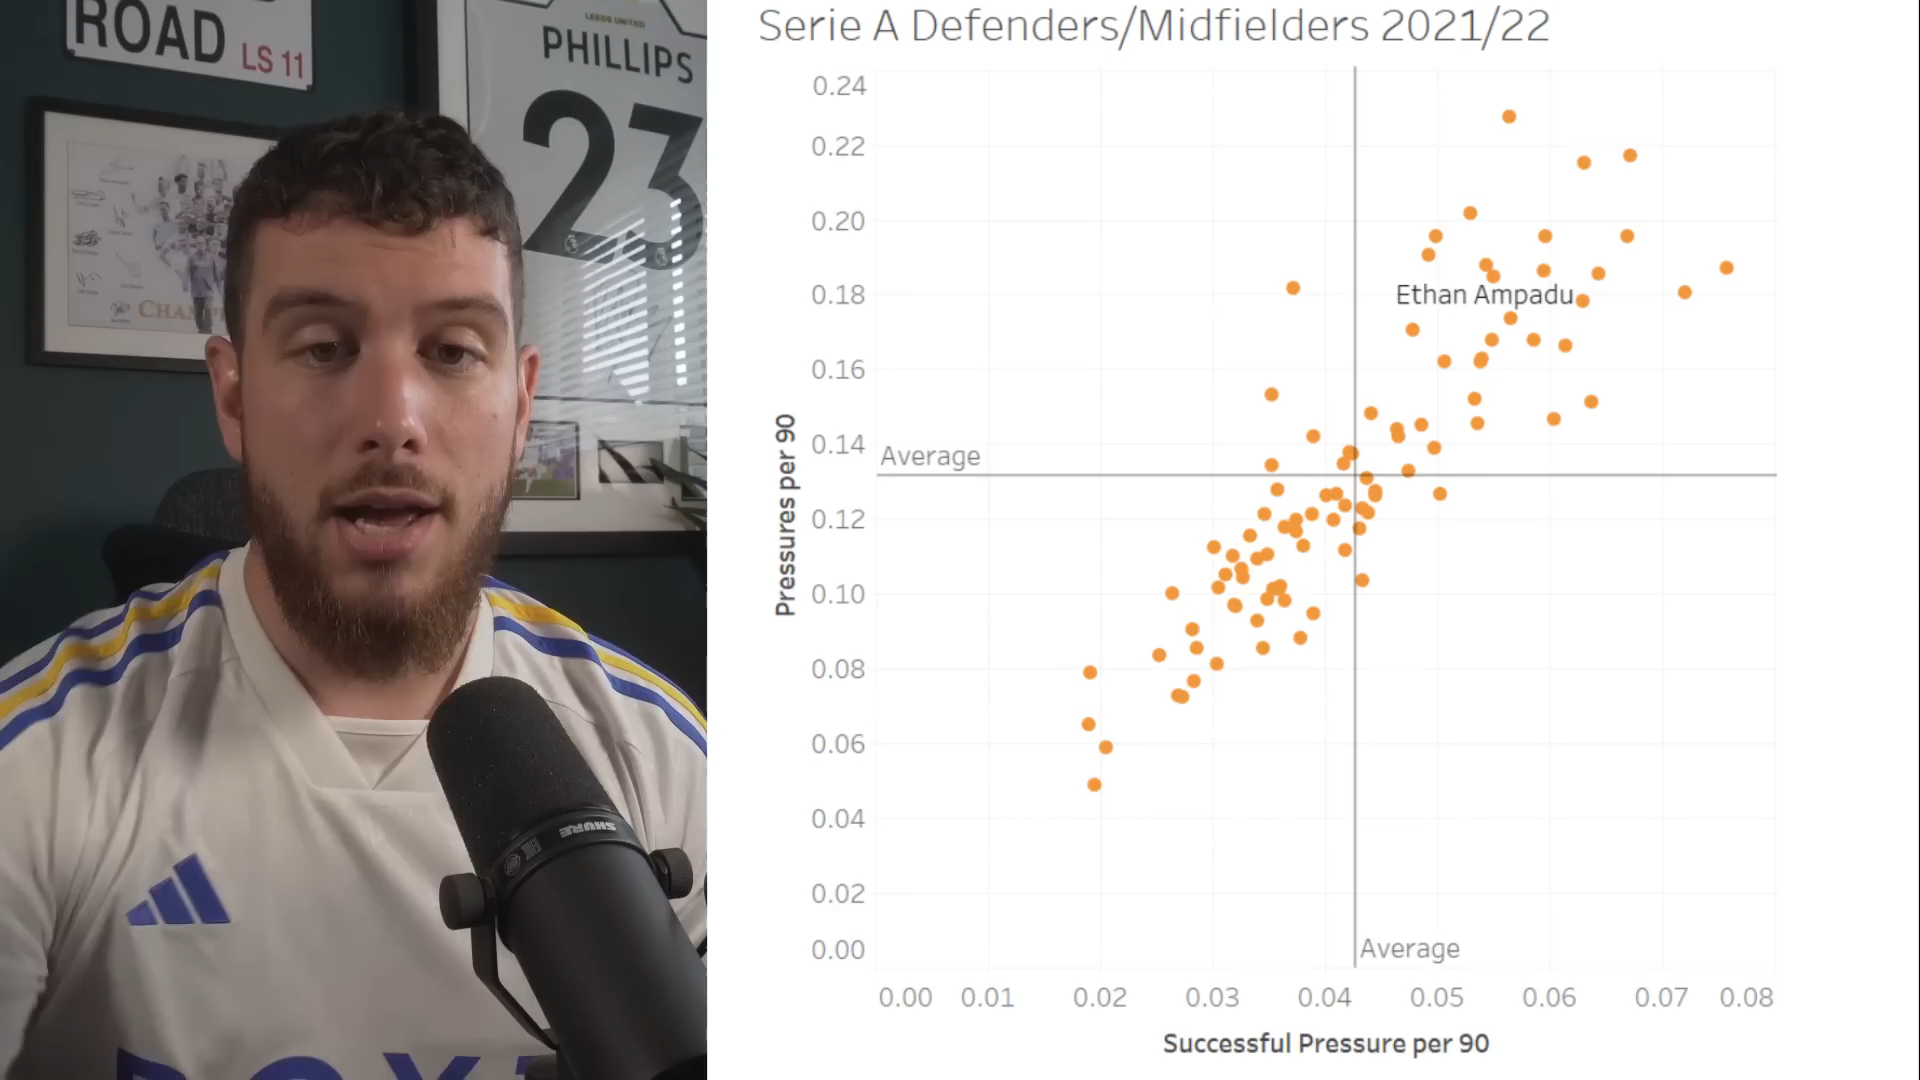 ROAD LS 11
LEEDS UNITED
PHILLIPS
23
SHURE
Serie A Defenders/Midfielders 2021/22
0.24
0.22
0.20
0.18
0.16
0.14
0.12
0.10
0.08
0.06
0.04
0.02
0.00
Pressures per 90
Average
Ethan Ampadu
Average
0.00 0.01 0.02 0.03 0.04 0.05 0.06 0.07 0.08
Successful Pressure per 90